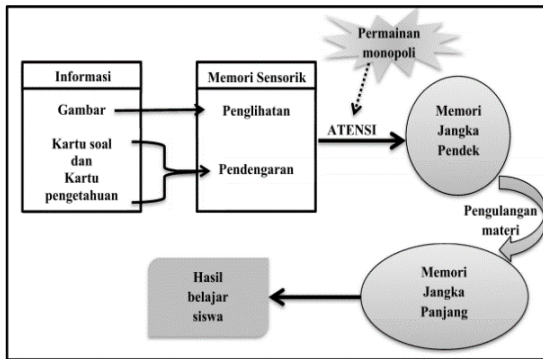 Permainan
monopoli
Informasi
Memori Sensorik
Gambar
Penglihatan
Kartu soal
dan
Kartu
pengetahuan
Pendengaran
ATENSI
Memori
Jangka
Pendek
Pengulangan
materi
Memori
Jangka
Panjang
Hasil
belajar
siswa